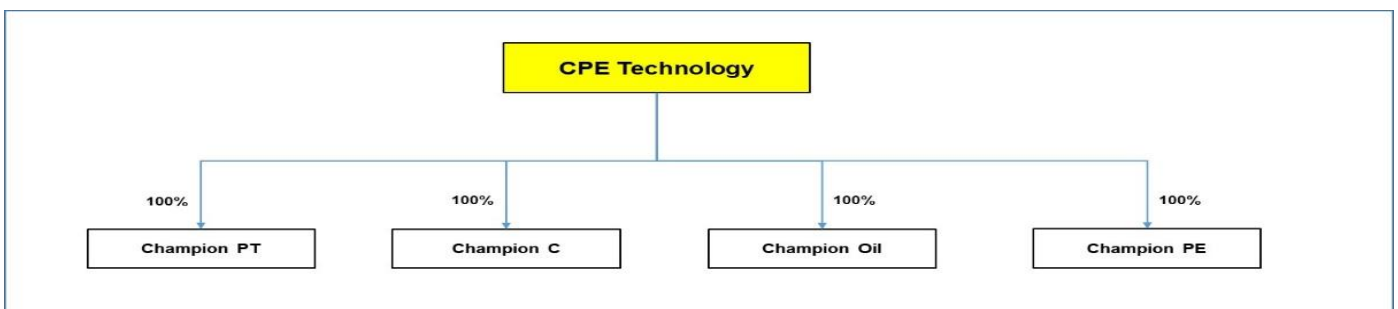 CPE Technology
100%
100%
100%
100%
Champion PT
Champion C
Champion Oil
Champion PE